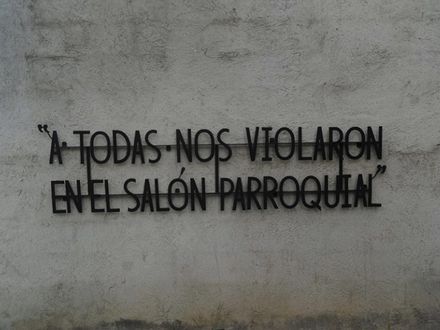 "A·TODAS·NOS VIOLARON
EN EL SALÓN PARROQUIAL"